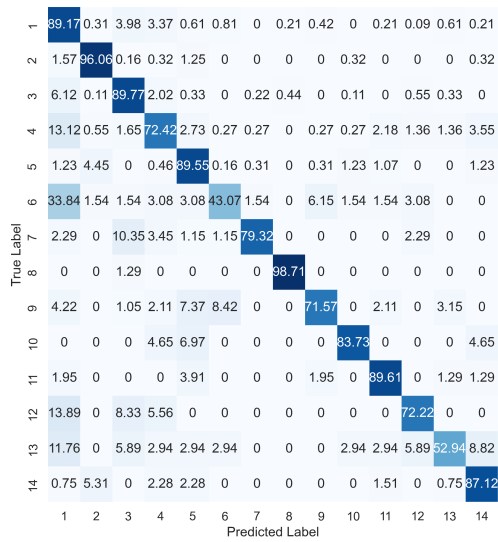 1 89.17 0.31 3.98 3.37 0.61 0.81 0 0.21 0.42 0 0.21 0.09 0.61 0.21
2 1.57 96.06 0.16 0.32 1.25 0 0 0 0 0.32 0 0 0 0.32
3 6.12 0.11 89.77 2.02 0.33 0 0.22 0.44 0 0.11 0 0.55 0.33 0
4 13.12 0.55 1.65 72.42 2.73 0.27 0.27 0 0.27 0.27 2.18 1.36 1.36 3.55
5 1.23 4.45 0 0.46 89.55 0.16 0.31 0 0.31 1.23 1.07 0 0 1.23
6 33.84 1.54 1.54 3.08 3.08 43.07 1.54 0 6.15 1.54 1.54 3.08 0 0
7 2.29 0 10.35 3.45 1.15 1.15 79.32 0 0 0 0 2.29 0 0
8 0 0 1.29 0 0 0 0 98.71 0 0 0 0 0 0
9 4.22 0 1.05 2.11 7.37 8.42 0 0 71.57 0 2.11 0 3.15 0
10 0 0 0 4.65 6.97 0 0 0 0 83.73 0 0 0 4.65
11 1.95 0 0 0 3.91 0 0 0 1.95 0 89.61 0 1.29 1.29
12 13.89 0 8.33 5.56 0 0 0 0 0 0 0 72.22 0 0
13 11.76 0 5.89 2.94 2.94 2.94 0 0 0 2.94 2.94 5.89 52.94 8.82
14 0.75 5.31 0 2.28 2.28 0 0 0 0 0 1.51 0 0.75 87.12
1 2 3 4 5 6 7 8 9 10 11 12 13 14
Predicted Label
True Label